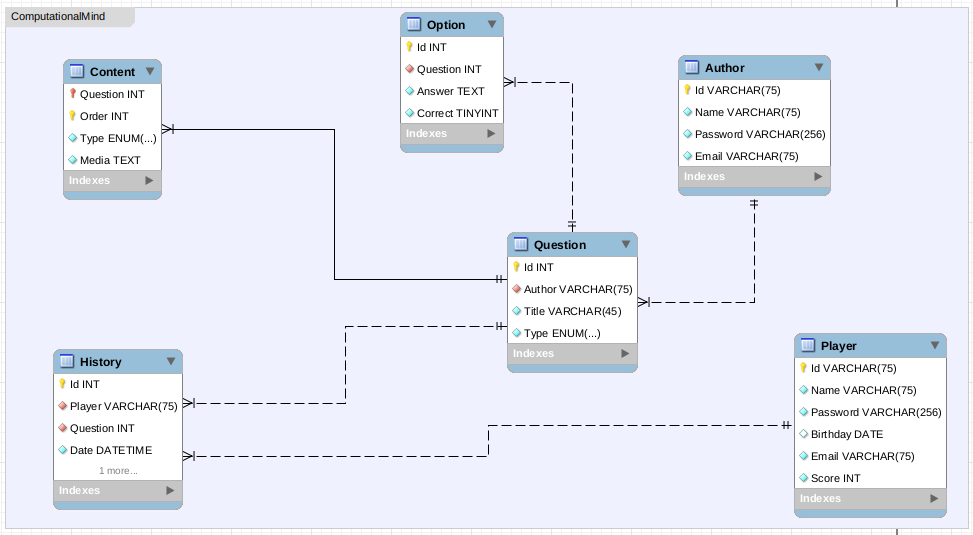 ComputationalMind
Option
Id INT
Question INT
Answer TEXT
Correct TINYINT
Indexes
Content
Question INT
Order INT
Type ENUM(...)
Media TEXT
Indexes
Author
Id VARCHAR(75)
Name VARCHAR(75)
Password VARCHAR(256)
Email VARCHAR(75)
Indexes
Question
Id INT
Author VARCHAR(75)
Title VARCHAR(45)
Type ENUM(...)
Indexes
History
Id INT
Player VARCHAR(75)
Question INT
Date DATETIME
1 more...
Indexes
Player
Id VARCHAR(75)
Name VARCHAR(75)
Password VARCHAR(256)
Birthday DATE
Email VARCHAR(75)
Score INT
Indexes